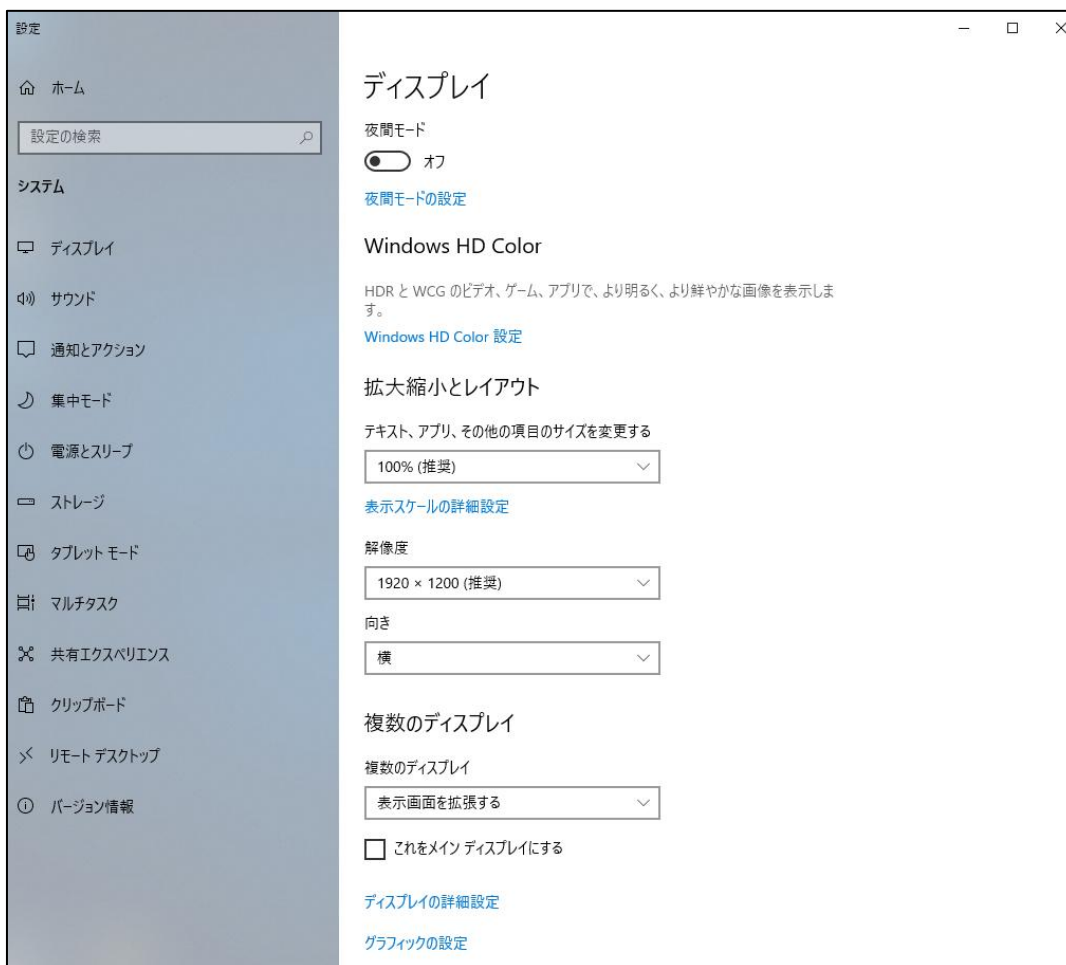 設定
ホーム
設定の検索
システム
ディスプレイ
サウンド
通知とアクション
集中モード
電源とスリープ
ストレージ
タブレット モード
マルチタスク
共有エクスペリエンス
クリップボード
リモート デスクトップ
バージョン情報
ディスプレイ
夜間モード
オフ
夜間モードの設定
Windows HD Color
HDR と WCG のビデオ、ゲーム、アプリで、より明るく、より鮮やかな画像を表示しま
す。
Windows HD Color 設定
拡大縮小とレイアウト
テキスト、アプリ、その他の項目のサイズを変更する
100% (推奨)
表示スケールの詳細設定
解像度
1920 × 1200 (推奨)
向き
横
複数のディスプレイ
複数のディスプレイ
表示画面を拡張する
これをメイン ディスプレイにする
ディスプレイの詳細設定
グラフィックの設定